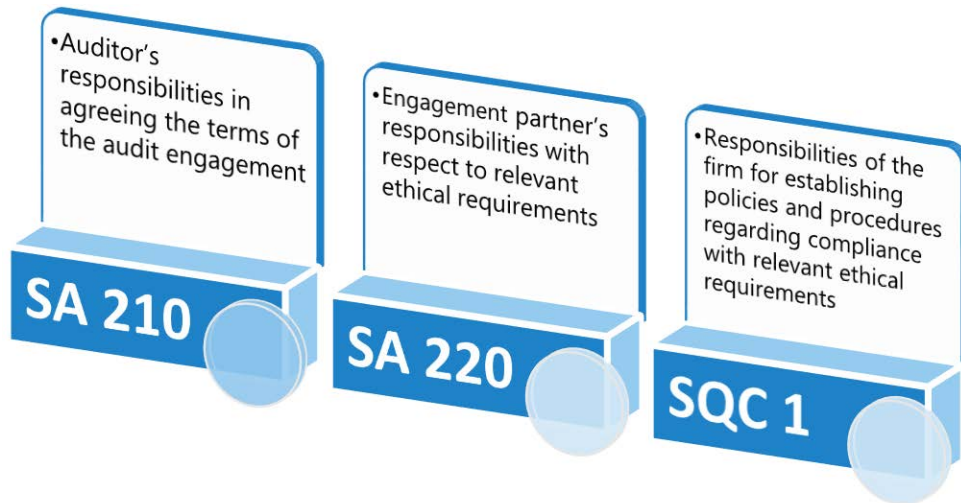 •Auditor's
responsibilities in
agreeing the terms of
the audit engagement
SA 210
•Engagement partner's
responsibilities with
respect to relevant
ethical requirements
SA 220
•Responsibilities of the
firm for establishing
policies and procedures
regarding compliance
with relevant ethical
requirements
SQC 1